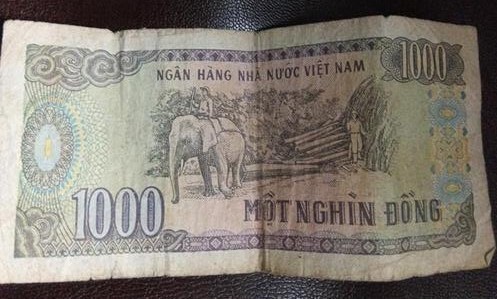 NGÂN HÀNG NHÀ NƯỚC VIỆT NAM
1000
1000
MỘT NGHÌN ĐỒNG